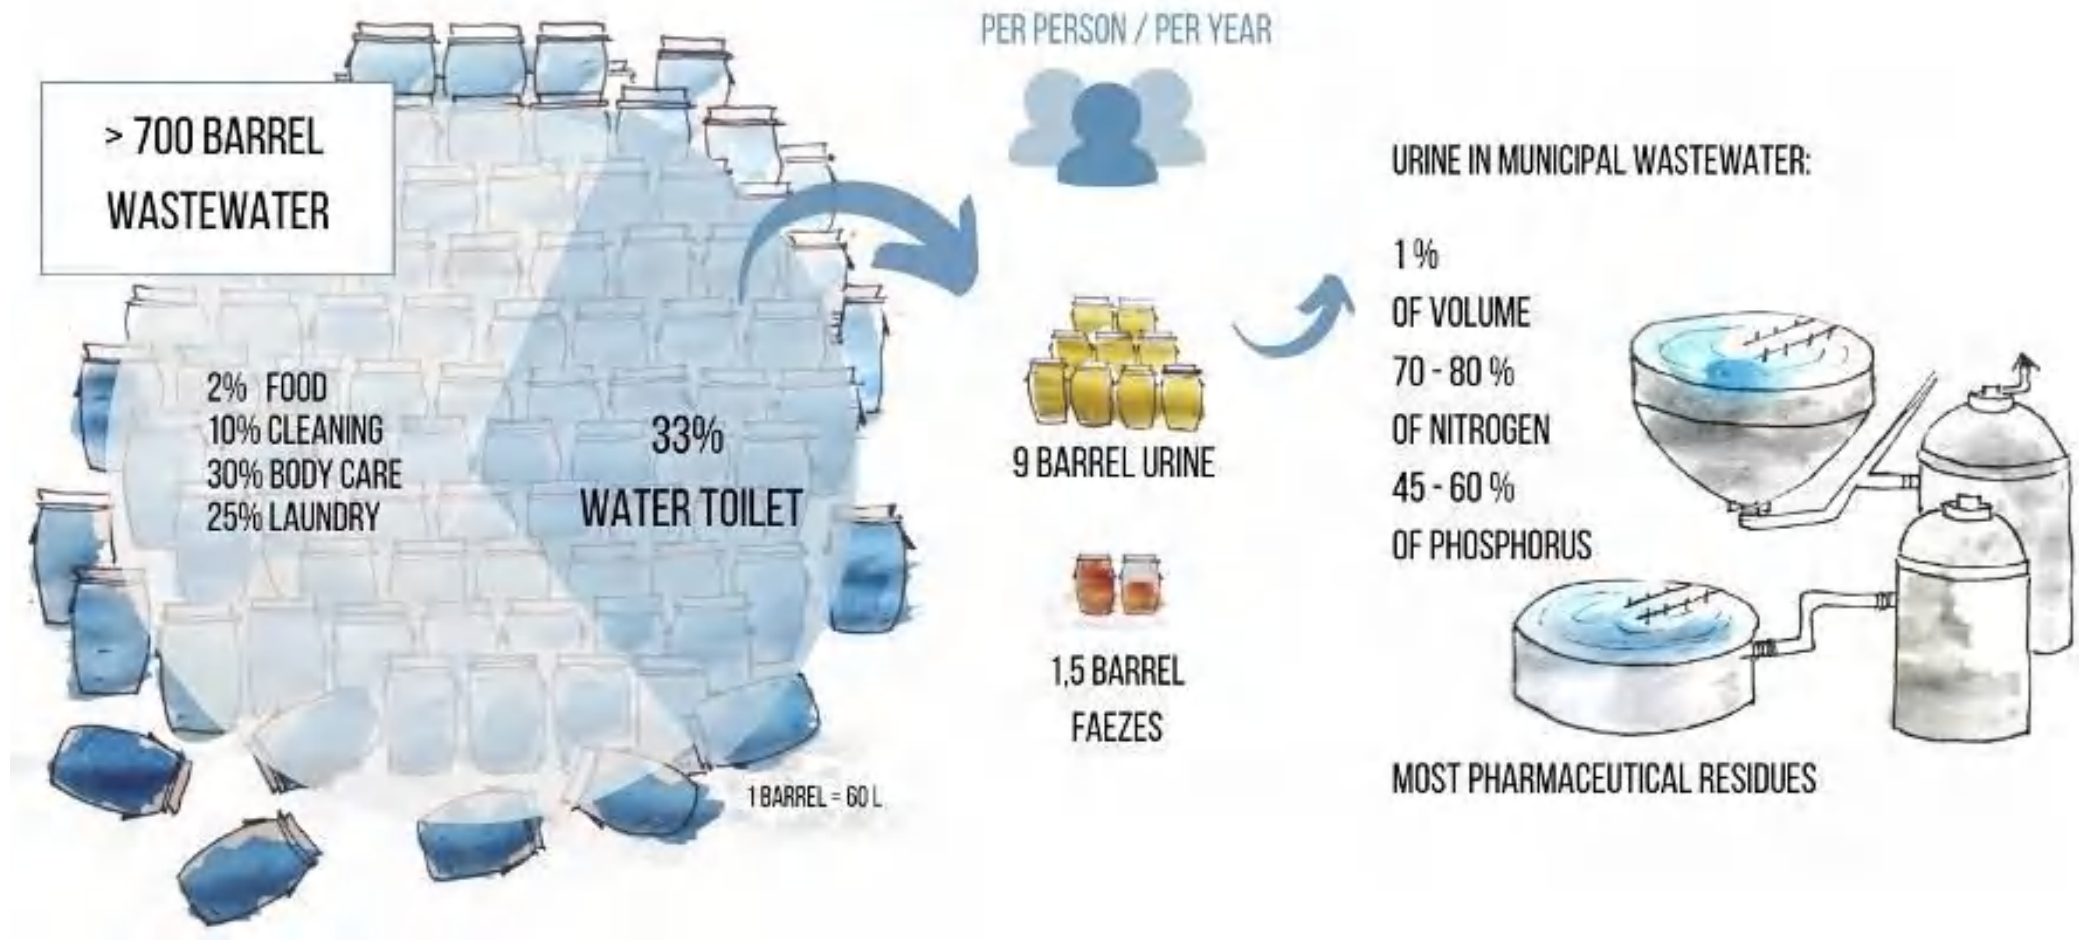 > 700 BARREL
WASTEWATER
2% FOOD
10% CLEANING
30% BODY CARE
25% LAUNDRY
33%
WATER TOILET
1 BARREL = 60 L
PER PERSON / PER YEAR
9 BARREL URINE
1,5 BARREL
FAEZES
URINE IN MUNICIPAL WASTEWATER:
1 %
OF VOLUME
70 - 80 %
OF NITROGEN
45 - 60 %
OF PHOSPHORUS
MOST PHARMACEUTICAL RESIDUES